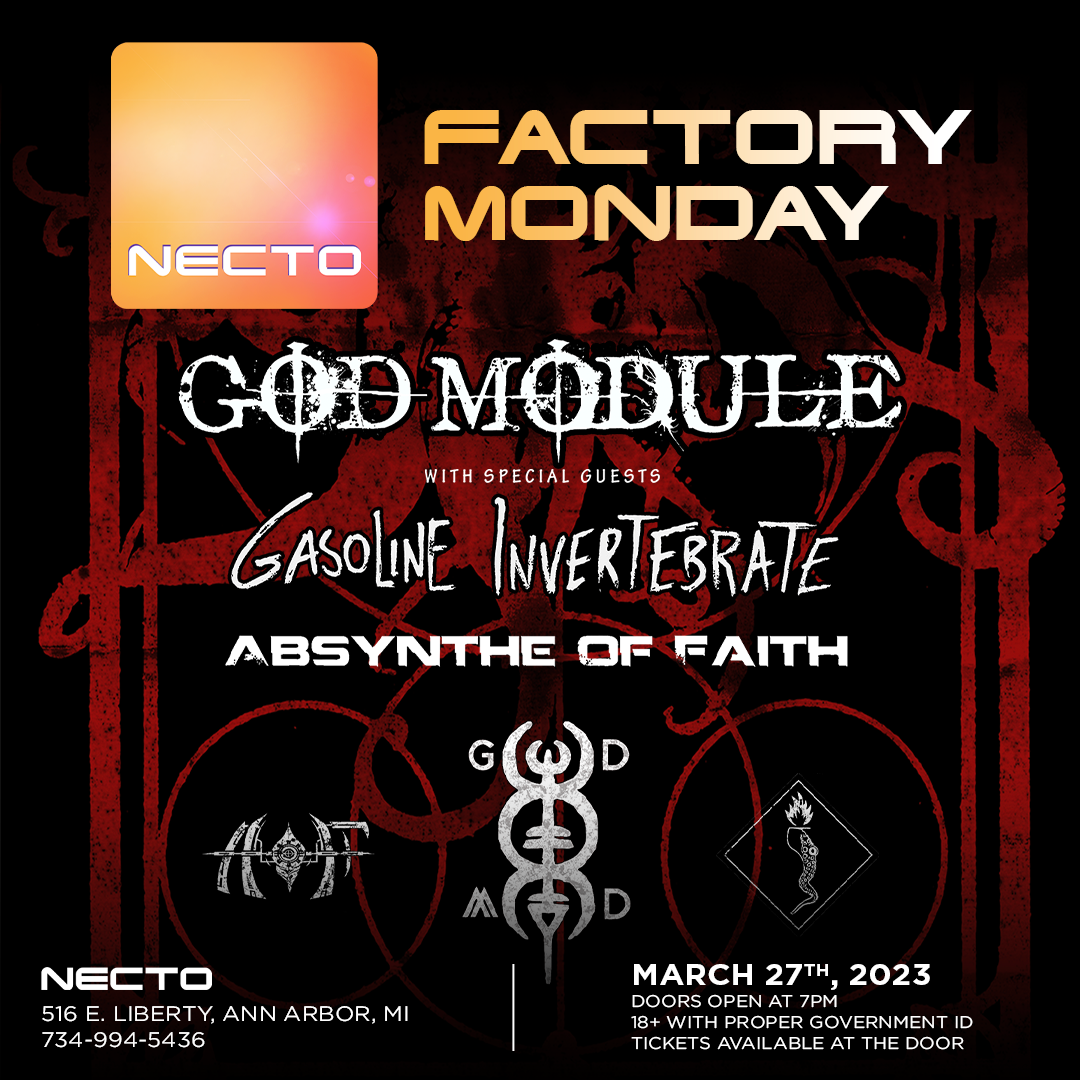 NECTO
FACTORY
MONDAY
GOD MODULE
WITH SPECIAL GUESTS
GASOLINE INVERTEBRATE
ABSYNTHE OF FAITH
G D
M D
AOF
NECTO
516 E. LIBERTY, ANN ARBOR, MI
734-994-5436
MARCH 27TH, 2023
DOORS OPEN AT 7PM
18+ WITH PROPER GOVERNMENT ID
TICKETS AVAILABLE AT THE DOOR